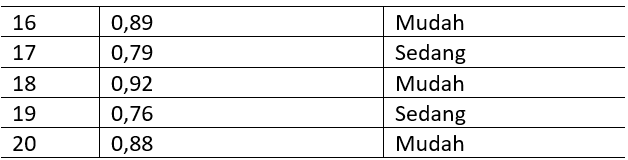 16 0,89 Mudah
17 0,79 Sedang
18 0,92 Mudah
19 0,76 Sedang
20 0,88 Mudah